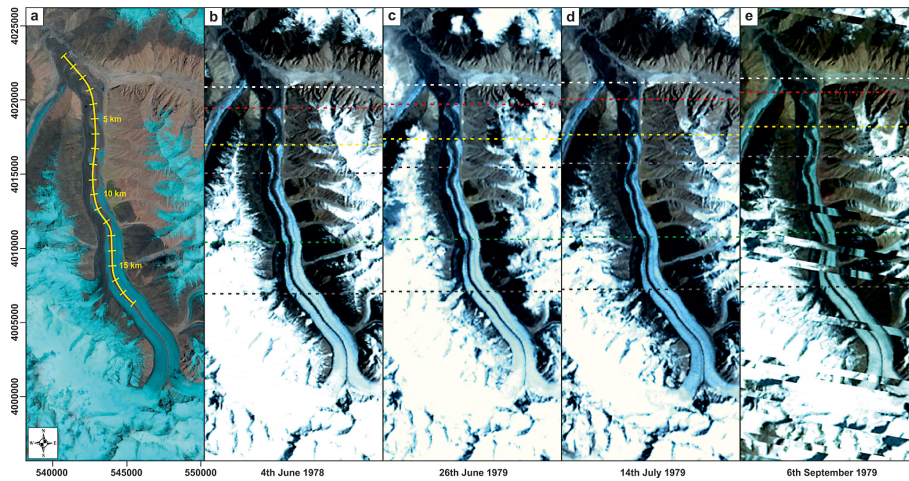 a
b
c
d
e
4025000
4020000
4015000
4010000
4005000
4000000
5 km
10 km
15 km
N
W
E
S
540000
545000
550000
4th June 1978
26th June 1979
14th July 1979
6th September 1979